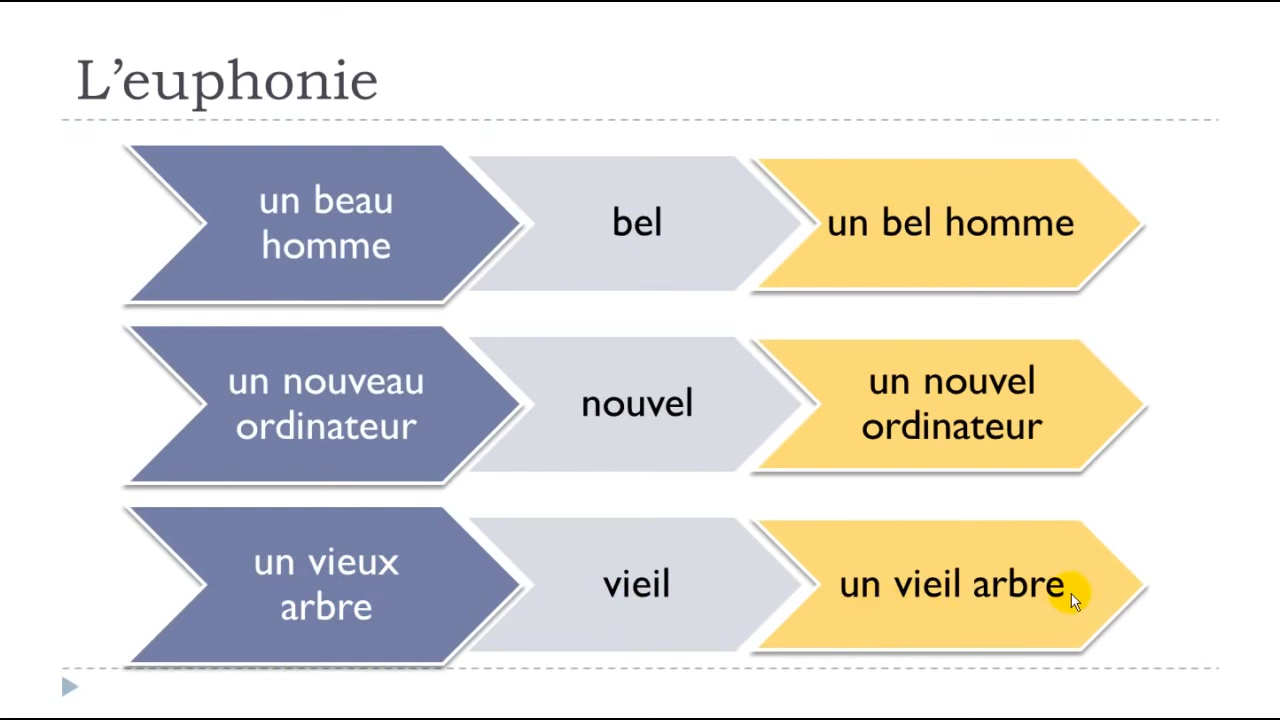 L’euphonie
un beau
homme
bel
un bel homme
un nouveau
ordinateur
nouvel
un nouvel
ordinateur
un vieux
arbre
vieil
un vieil arbre